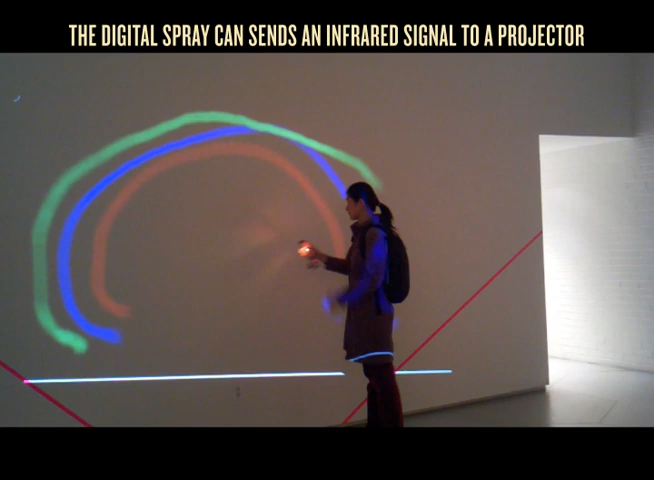 THE DIGITAL SPRAY CAN SENDS AN INFRARED SIGNAL TO A PROJECTOR